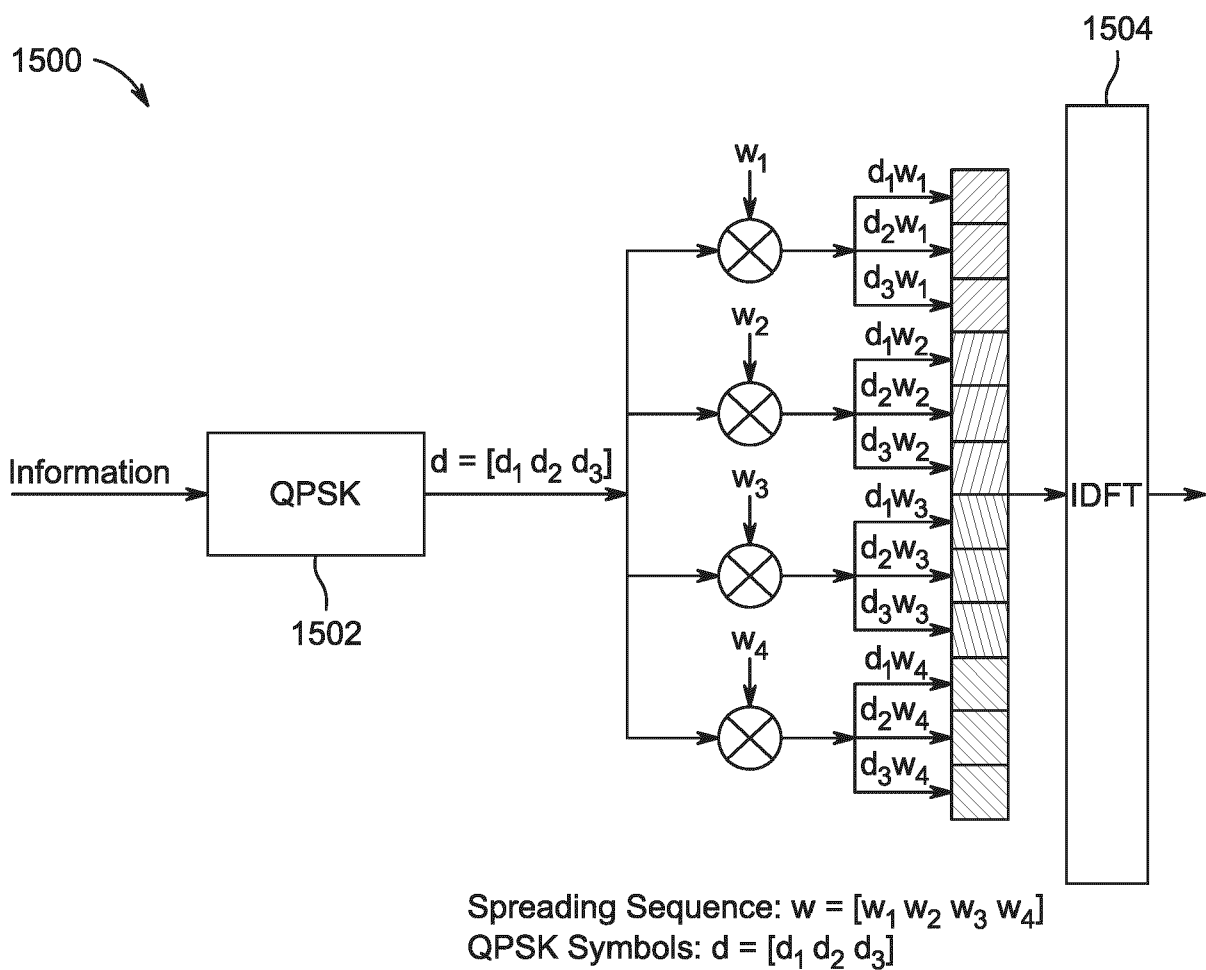 1500
1504
w₁
d₁w₁
d₂w₁
d₃w₁
w₂
d₁w₂
d₂w₂
d₃w₂
Information
QPSK
d = [d₁ d₂ d₃]
1502
w₃
d₁w₃
d₂w₃
d₃w₃
IDFT
w₄
d₁w₄
d₂w₄
d₃w₄
Spreading Sequence: w = [w₁ w₂ w₃ w₄]
QPSK Symbols: d = [d₁ d₂ d₃]